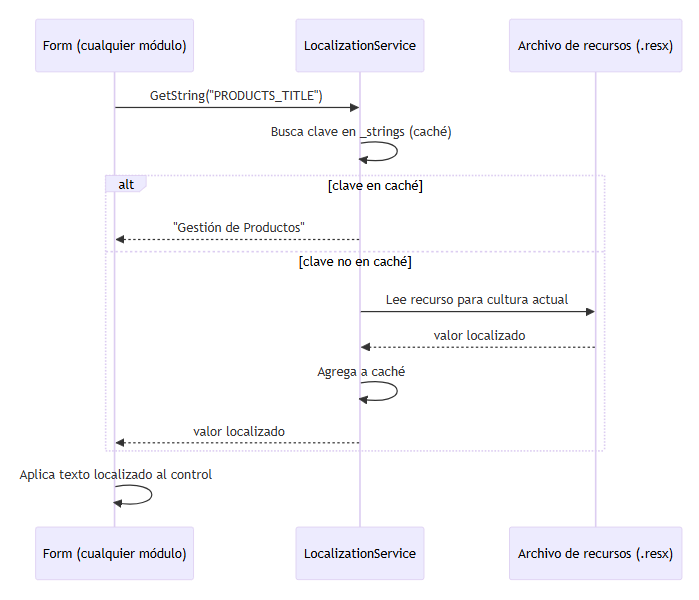 Form (cualquier módulo)
LocalizationService
Archivo de recursos (.resx)
GetString("PRODUCTS_TITLE")
Busca clave en _strings (caché)
alt
[clave en caché]
"Gestión de Productos"
[clave no en caché]
Lee recurso para cultura actual
valor localizado
Agrega a caché
valor localizado
Aplica texto localizado al control
Form (cualquier módulo)
LocalizationService
Archivo de recursos (.resx)